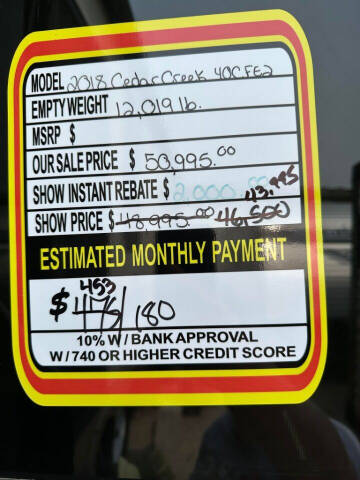 MODEL 2018 Cedar Creek 40CFE2
EMPTY WEIGHT 12,019 lb.
MSRP $
OUR SALE PRICE $ 50,995.00
SHOW INSTANT REBATE $ 2,000.00
43,995
SHOW PRICE $ 48,995.00 46,500
ESTIMATED MONTHLY PAYMENT
453
$ /180
10% W/BANK APPROVAL
W/740 OR HIGHER CREDIT SCORE